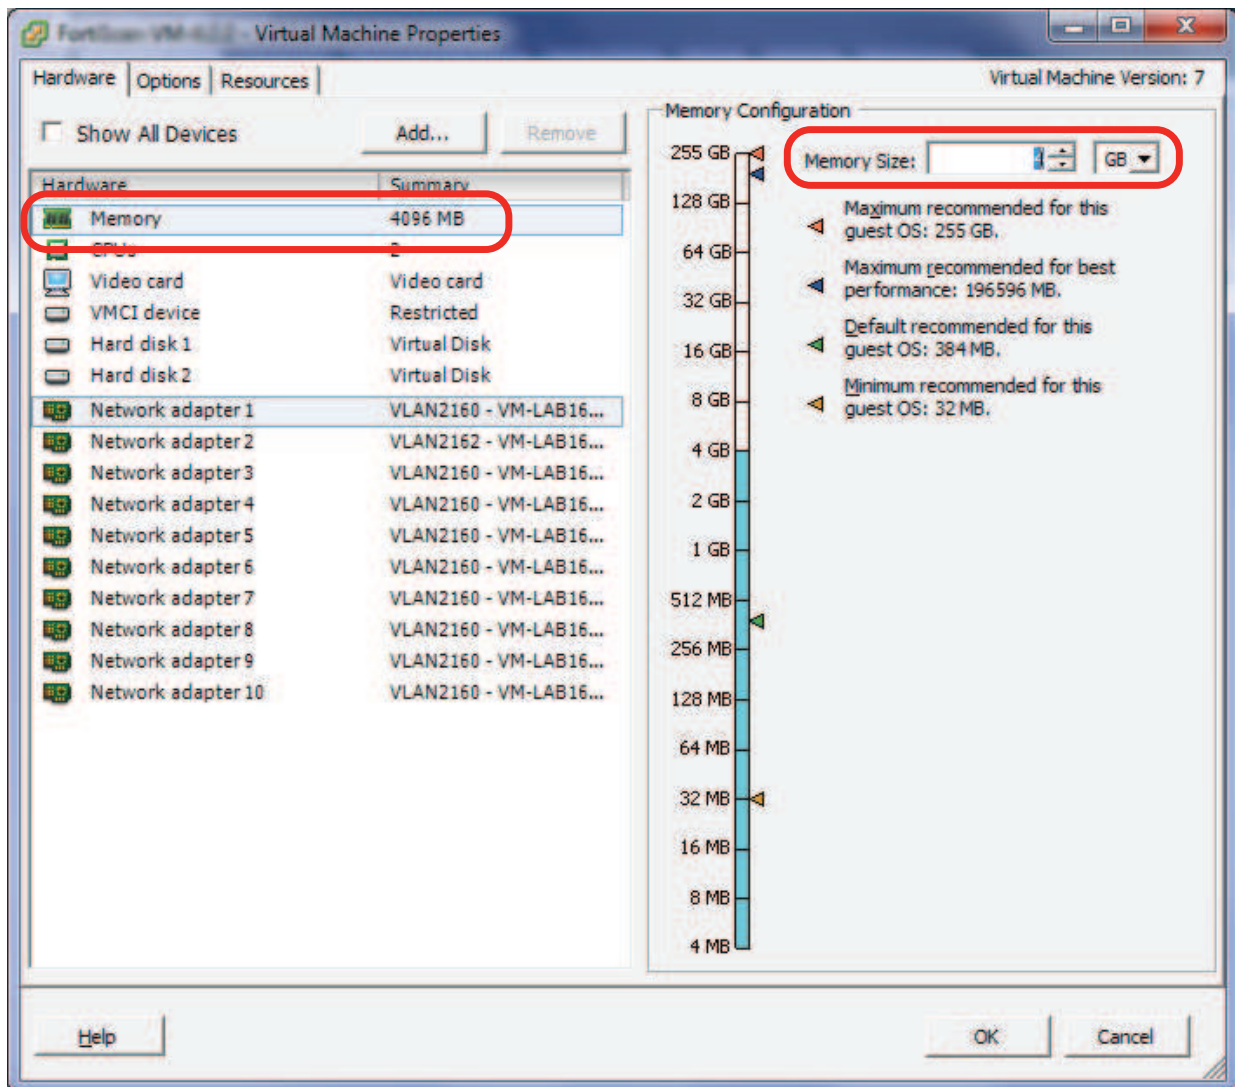 - Virtual Machine Properties
Hardware Options Resources
Virtual Machine Version: 7
Show All Devices
Add... Remove
Hardware Summary
Memory 4096 MB
CPUs 2
Video card Video card
VMCI device Restricted
Hard disk 1 Virtual Disk
Hard disk 2 Virtual Disk
Network adapter 1 VLAN2160 - VM-LAB16...
Network adapter 2 VLAN2162 - VM-LAB16...
Network adapter 3 VLAN2160 - VM-LAB16...
Network adapter 4 VLAN2160 - VM-LAB16...
Network adapter 5 VLAN2160 - VM-LAB16...
Network adapter 6 VLAN2160 - VM-LAB16...
Network adapter 7 VLAN2160 - VM-LAB16...
Network adapter 8 VLAN2160 - VM-LAB16...
Network adapter 9 VLAN2160 - VM-LAB16...
Network adapter 10 VLAN2160 - VM-LAB16...
Memory Configuration
255 GB
128 GB
64 GB
32 GB
16 GB
8 GB
4 GB
2 GB
1 GB
512 MB
256 MB
128 MB
64 MB
32 MB
16 MB
8 MB
4 MB
Memory Size: 4 GB
Maximum recommended for this
guest OS: 255 GB.
Maximum recommended for best
performance: 196596 MB.
Default recommended for this
guest OS: 384 MB.
Minimum recommended for this
guest OS: 32 MB.
Help
OK Cancel